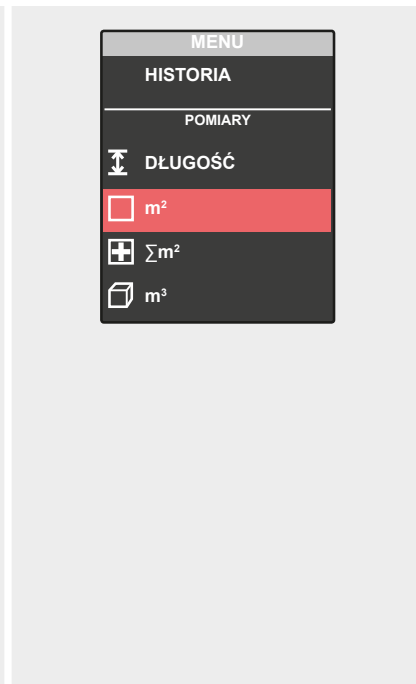 MENU
HISTORIA
POMIARY
DŁUGOŚĆ
m²
∑m²
m³